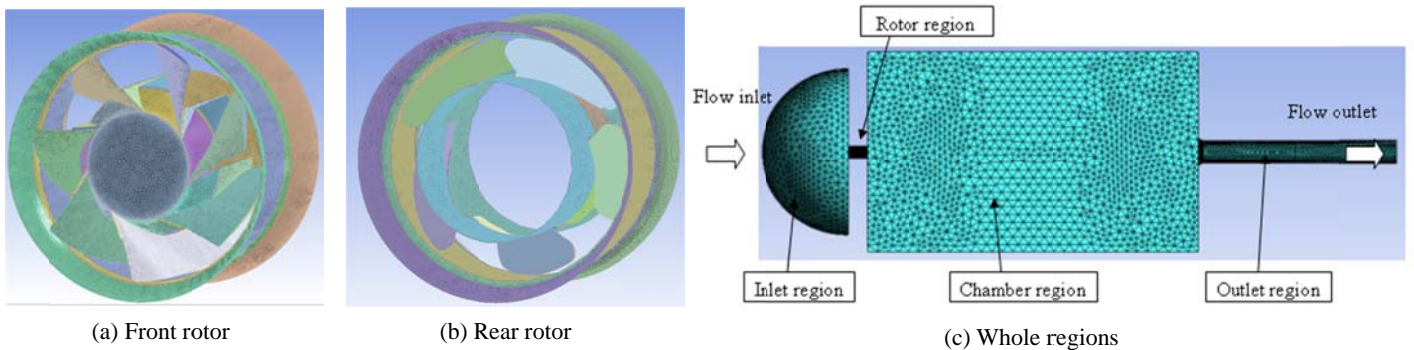 Rotor region
Flow inlet
Flow outlet
Inlet region
Chamber region
Outlet region
(a) Front rotor
(b) Rear rotor
(c) Whole regions